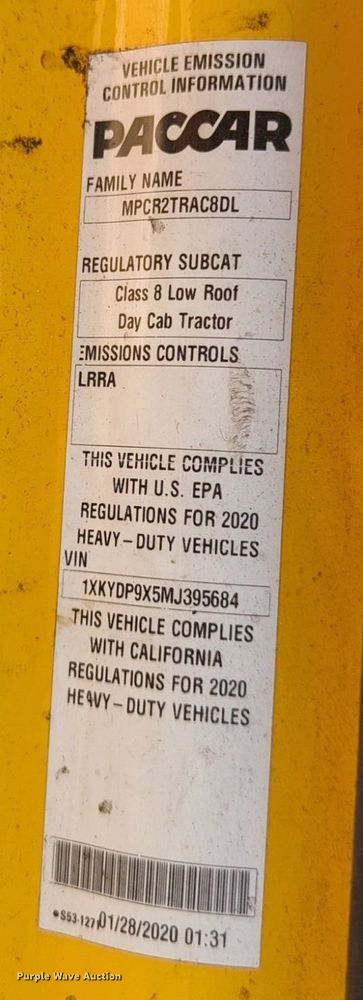 VEHICLE EMISSION
CONTROL INFORMATION
PACCAR
FAMILY NAME
MPCR2TRAC8DL
REGULATORY SUBCAT
Class 8 Low Roof
Day Cab Tractor
EMISSIONS CONTROLS
LRRA
THIS VEHICLE COMPLIES
WITH U.S. EPA
REGULATIONS FOR 2020
HEAVY-DUTY VEHICLES
VIN
1XKYDP9X5MJ395684
THIS VEHICLE COMPLIES
WITH CALIFORNIA
REGULATIONS FOR 2020
HEAVY-DUTY VEHICLES
S53-1271 01/28/2020 01:31
Purple Wave Auction